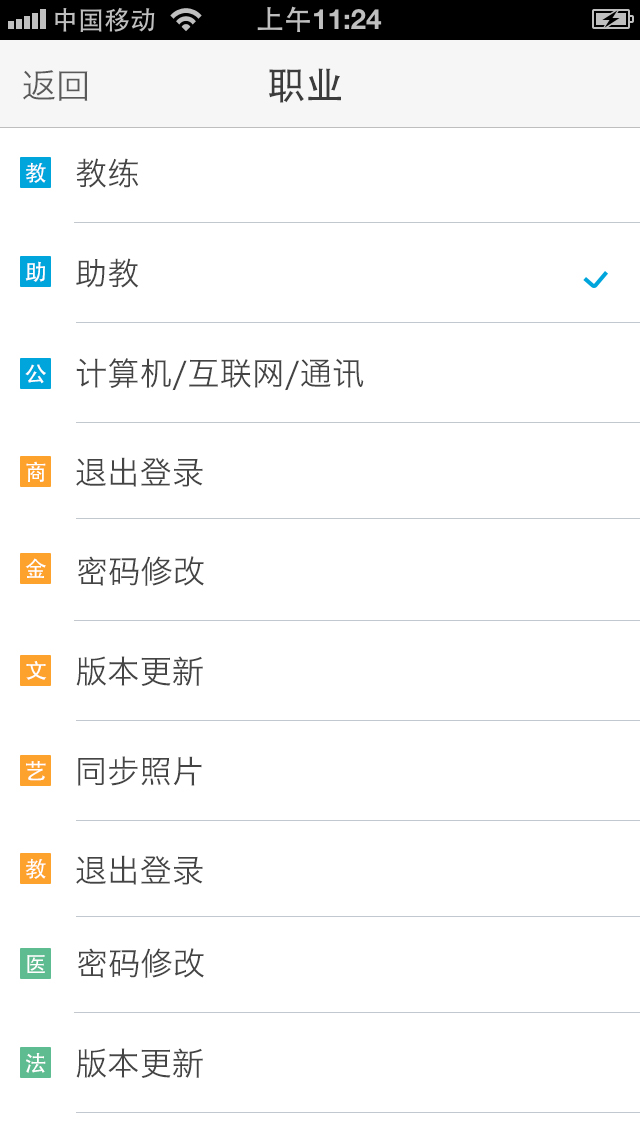 中国移动 上午11:24
返回 职业
教 教练
助 助教
公 计算机/互联网/通讯
商 退出登录
金 密码修改
文 版本更新
艺 同步照片
教 退出登录
医 密码修改
法 版本更新